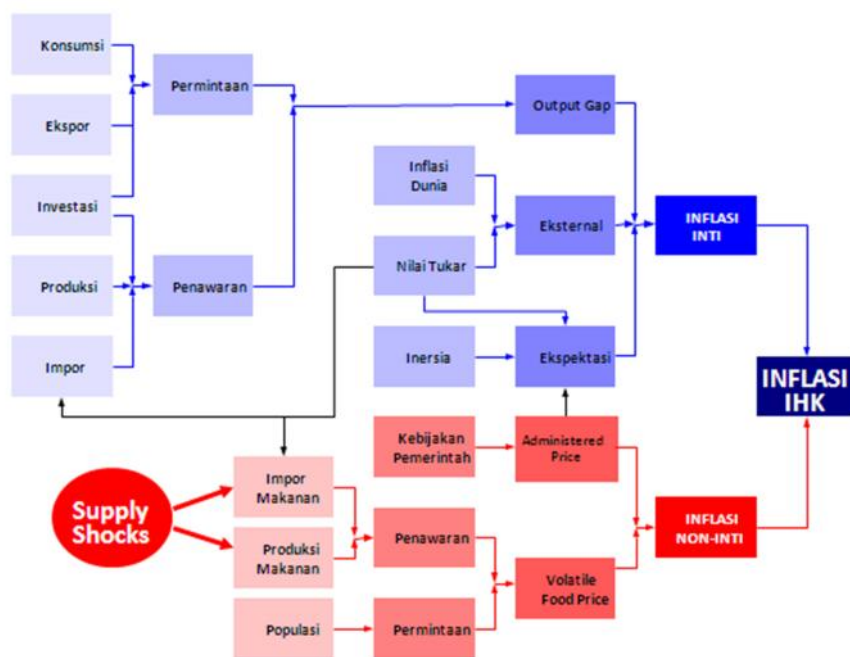 Konsumsi
Permintaan
Ekspor
Output Gap
Inflasi
Dunia
Investasi
Eksternal
INFLASI
INTI
Nilai Tukar
Produksi
Penawaran
Inersia
Ekspektasi
Impor
INFLASI
IHK
Kebijakan
Pemerintah
Administered
Price
Impor
Makanan
Supply
Shocks
INFLASI
NON-INTI
Produksi
Makanan
Penawaran
Volatile
Food Price
Populasi
Permintaan